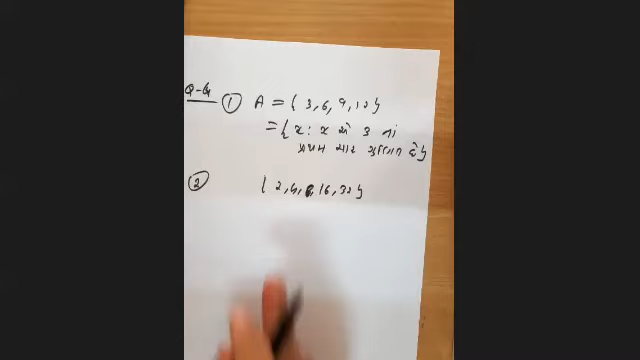 Q-4 ① A = { 3, 6, 9, 12 }
= { x : x એ 3 નાં
પ્રથમ ચાર ગુણિત છે }
② { 2, 4, 8, 16, 32 }